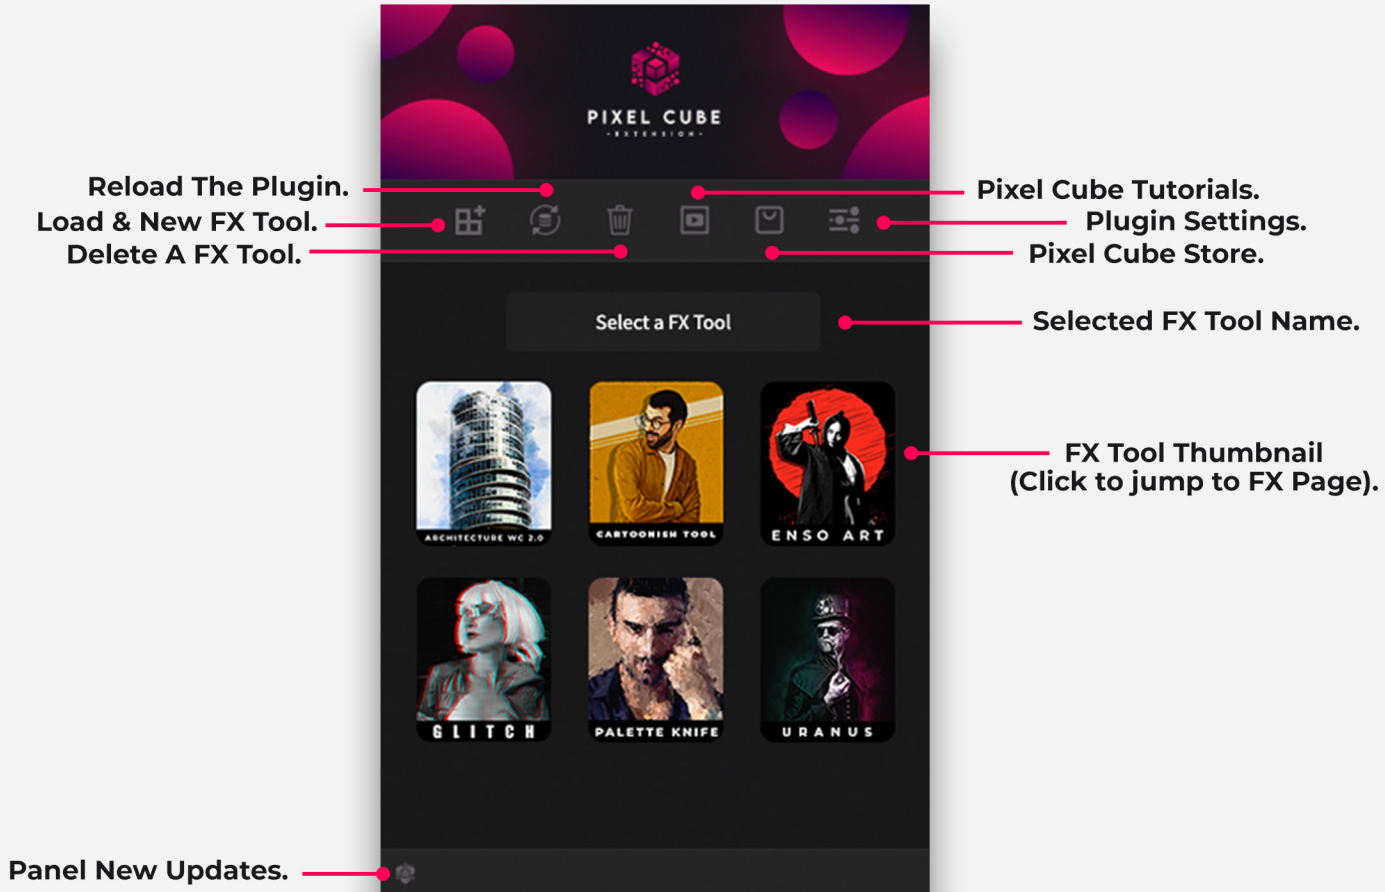 PIXEL CUBE
-EXTENSION-
Reload The Plugin.
Load & New FX Tool.
Delete A FX Tool.
Pixel Cube Tutorials.
Plugin Settings.
Pixel Cube Store.
Select a FX Tool
Selected FX Tool Name.
FX Tool Thumbnail
(Click to jump to FX Page).
ARCHITECTURE WC 2.0
CARTOONISH TOOL
ENSO ART
GLITCH
PALETTE KNIFE
URANUS
Panel New Updates.